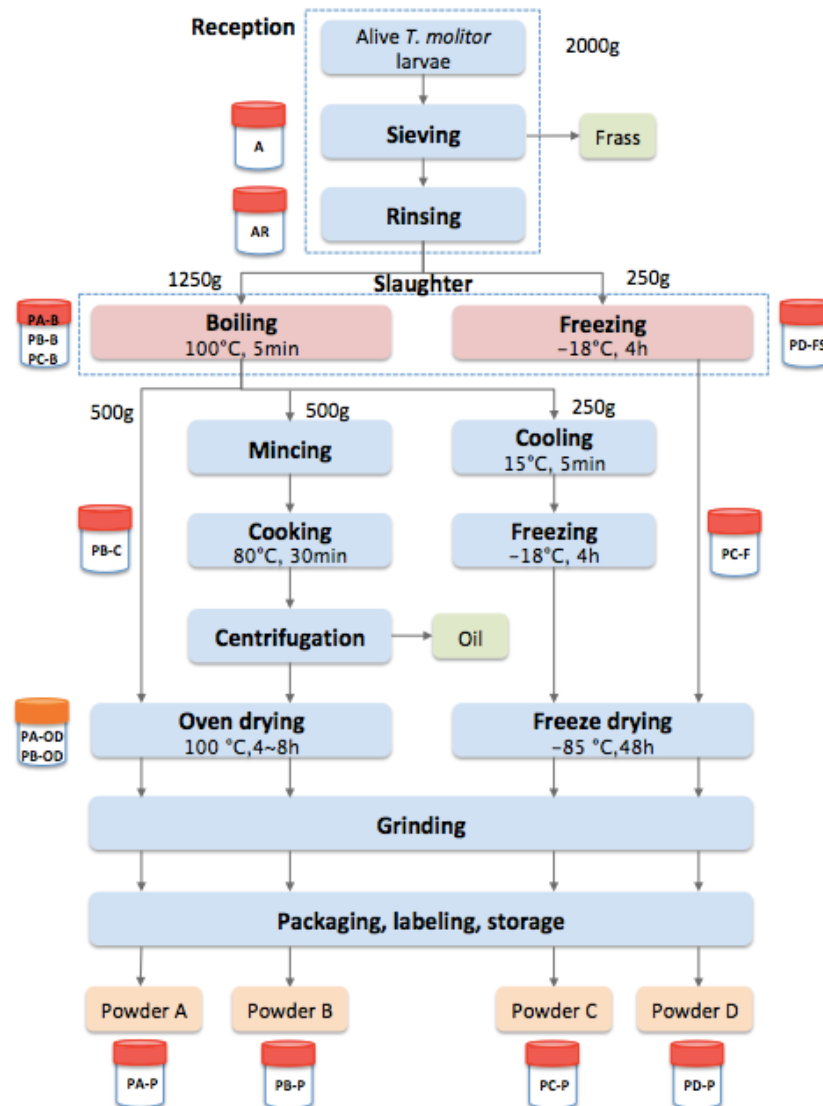 Reception
Alive T. molitor
larvae
2000g
Sieving
Frass
A
Rinsing
AR
1250g
Slaughter
250g
PA-B
PB-B
PC-B
Boiling
100°C, 5min
Freezing
−18°C, 4h
PD-FS
500g
500g
250g
Mincing
Cooling
15°C, 5min
PB-C
Cooking
80°C, 30min
Freezing
−18°C, 4h
PC-F
Centrifugation
Oil
PA-OD
PB-OD
Oven drying
100 °C,4~8h
Freeze drying
−85 °C,48h
Grinding
Packaging, labeling, storage
Powder A
Powder B
Powder C
Powder D
PA-P
PB-P
PC-P
PD-P